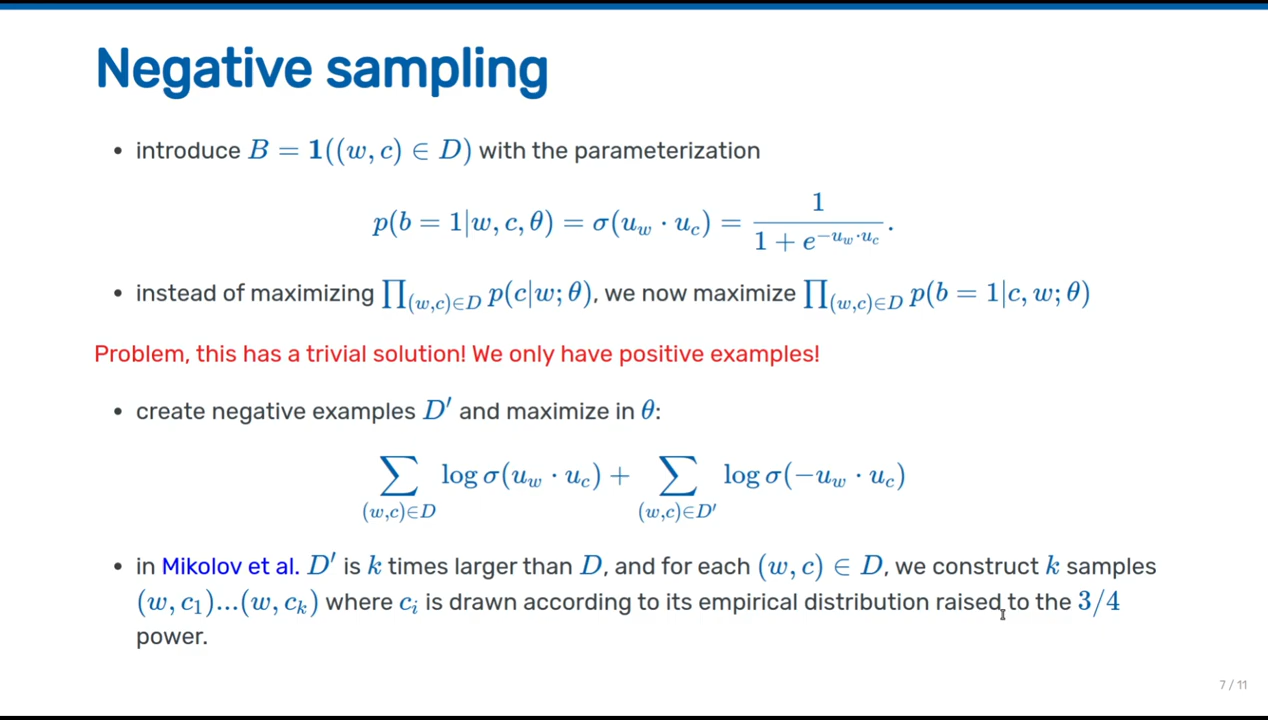 Negative sampling
• introduce B = 𝟏((w, c) ∈ D) with the parameterization
p(b = 1|w, c, θ) = σ(u_w · u_c) = \frac{1}{1 + e^{−u_w·u_c}}.
• instead of maximizing ∏_{(w,c)∈D} p(c|w; θ), we now maximize ∏_{(w,c)∈D} p(b = 1|c, w; θ)
Problem, this has a trivial solution! We only have positive examples!
• create negative examples D′ and maximize in θ:
∑_{(w,c)∈D} log σ(u_w · u_c) + ∑_{(w,c)∈D′} log σ(−u_w · u_c)
• in Mikolov et al. D′ is k times larger than D, and for each (w, c) ∈ D, we construct k samples
(w, c_1)...(w, c_k) where c_i is drawn according to its empirical distribution raised to the 3/4
power.
7 / 11